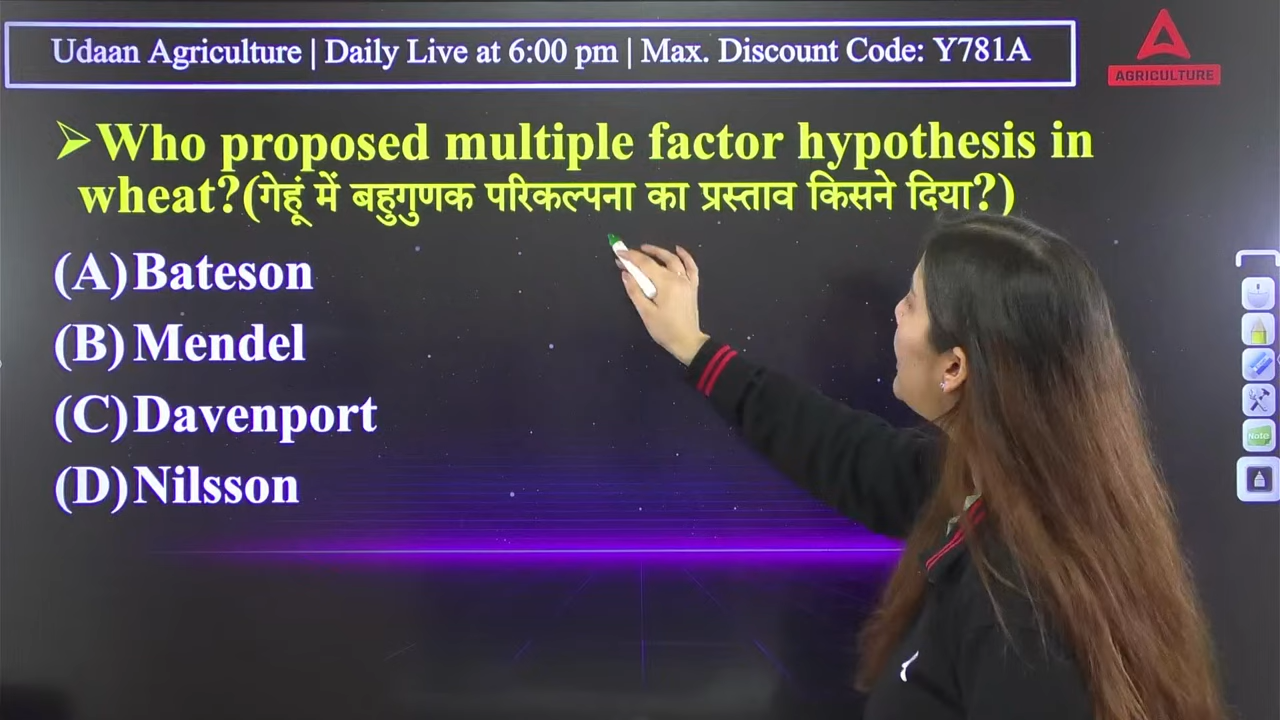 Udaan Agriculture | Daily Live at 6:00 pm | Max. Discount Code: Y781A
AGRICULTURE
➢Who proposed multiple factor hypothesis in
wheat?(गेहूं में बहुगुणक परिकल्पना का प्रस्ताव किसने दिया?)
(A)Bateson
(B)Mendel
(C)Davenport
(D)Nilsson
Note